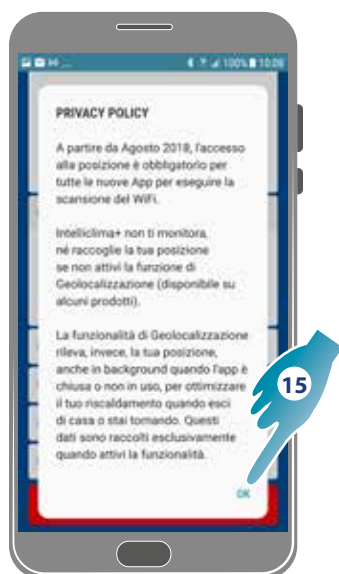 100% 10:08
PRIVACY POLICY
A partire da Agosto 2018, l'accesso
alla posizione è obbligatorio per
tutte le nuove App per eseguire la
scansione del WiFi.
Intelliclima+ non ti monitora,
né raccoglie la tua posizione
se non attivi la funzione di
Geolocalizzazione (disponibile su
alcuni prodotti).
La funzionalità di Geolocalizzazione
rileva, invece, la tua posizione,
anche in background quando l'app è
chiusa o non in uso, per ottimizzare
il tuo riscaldamento quando esci
di casa o stai tornando. Questi
dati sono raccolti esclusivamente
quando attivi la funzionalità.
15
OK